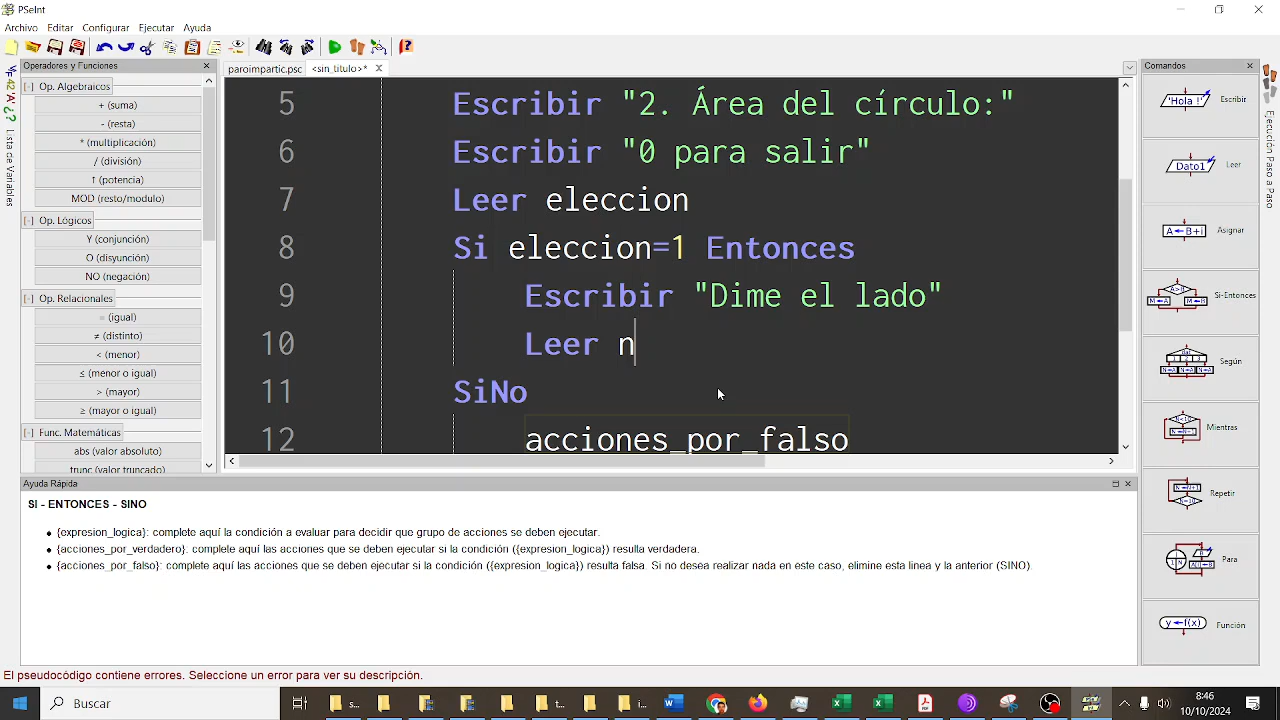 PSeInt
Archivo Editar Configurar Ejecutar Ayuda
Operadores y Funciones
Op. Algebraicos
+ (suma)
- (resta)
* (multiplicación)
/ (división)
↑ (potencia)
MOD (resto/modulo)
Op. Lógicos
Y (conjunción)
O (disyunción)
NO (negación)
Op. Relacionales
= (igual)
≠ (distinto)
< (menor)
≤ (menor o igual)
> (mayor)
≥ (mayor o igual)
Func. Matemáticas
abs (valor absoluto)
trunc (valor truncado)
Lista de Variables
paroimpartic.psc <sin_titulo>*
5 Escribir "2. Área del círculo:"
6 Escribir "0 para salir"
7 Leer eleccion
8 Si eleccion=1 Entonces
9 Escribir "Dime el lado"
10 Leer n
11 SiNo
12 acciones_por_falso
Comandos
'Hola !' Escribir
Dato1 Leer
A←B+i Asignar
Si-Entonces
Según
Mientras
Repetir
Para
y←f(x) Función
Ejecución Paso a Paso
Ayuda Rápida
SI - ENTONCES - SINO
{expresion_logica}: complete aquí la condición a evaluar para decidir que grupo de acciones se deben ejecutar.
{acciones_por_verdadero}: complete aquí las acciones que se deben ejecutar si la condición ({expresion_logica}) resulta verdadera.
{acciones_por_falso}: complete aquí las acciones que se deben ejecutar si la condición ({expresion_logica}) resulta falsa. Si no desea realizar nada en este caso, elimine esta linea y la anterior (SINO).
El pseudocódigo contiene errores. Seleccione un error para ver su descripción.
Buscar
s... t... i...
8:46
10/10/2024